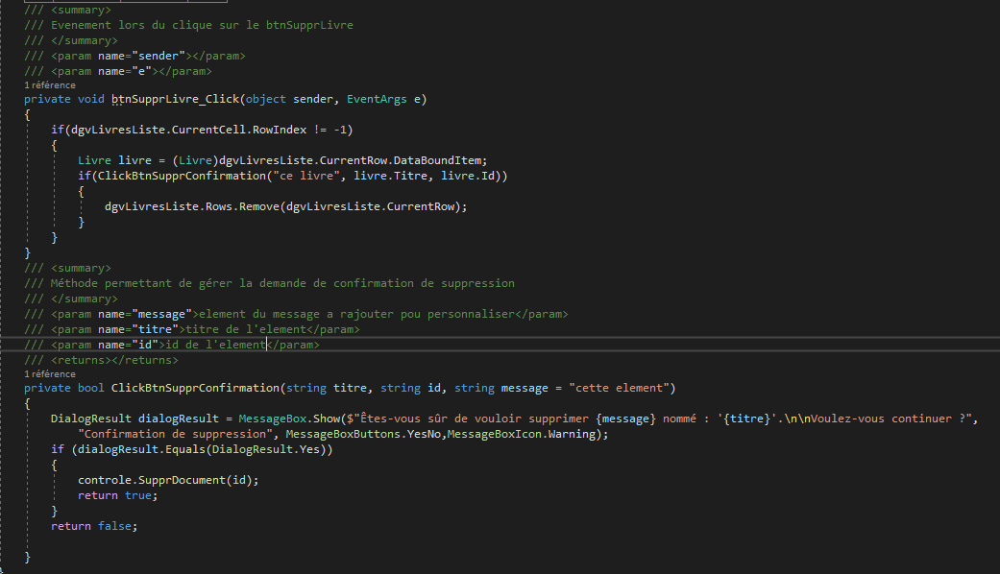 /// <summary>
/// Evenement lors du clique sur le btnSupprLivre
/// </summary>
/// <param name="sender"></param>
/// <param name="e"></param>
1 référence
private void btnSupprLivre_Click(object sender, EventArgs e)
{
if(dgvLivresListe.CurrentCell.RowIndex != -1)
{
Livre livre = (Livre)dgvLivresListe.CurrentRow.DataBoundItem;
if(ClickBtnSupprConfirmation("ce livre", livre.Titre, livre.Id))
{
dgvLivresListe.Rows.Remove(dgvLivresListe.CurrentRow);
}
}
}
/// <summary>
/// Méthode permettant de gérer la demande de confirmation de suppression
/// </summary>
/// <param name="message">element du message a rajouter pou personnaliser</param>
/// <param name="titre">titre de l'element</param>
/// <param name="id">id de l'element</param>
/// <returns></returns>
1 référence
private bool ClickBtnSupprConfirmation(string titre, string id, string message = "cette element")
{
DialogResult dialogResult = MessageBox.Show($"Êtes-vous sûr de vouloir supprimer {message} nommé : '{titre}'.\n\nVoulez-vous continuer ?",
"Confirmation de suppression", MessageBoxButtons.YesNo,MessageBoxIcon.Warning);
if (dialogResult.Equals(DialogResult.Yes))
{
controle.SupprDocument(id);
return true;
}
return false;
}